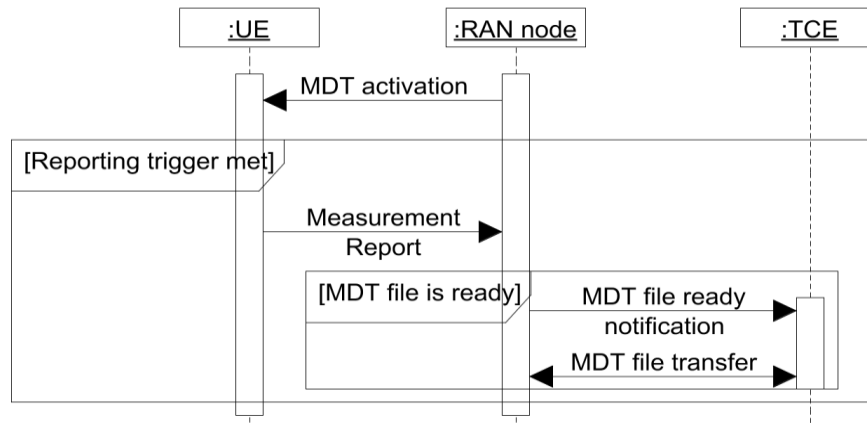 :UE
:RAN node
:TCE
MDT activation
[Reporting trigger met]
Measurement
Report
[MDT file is ready]
MDT file ready
notification
MDT file transfer